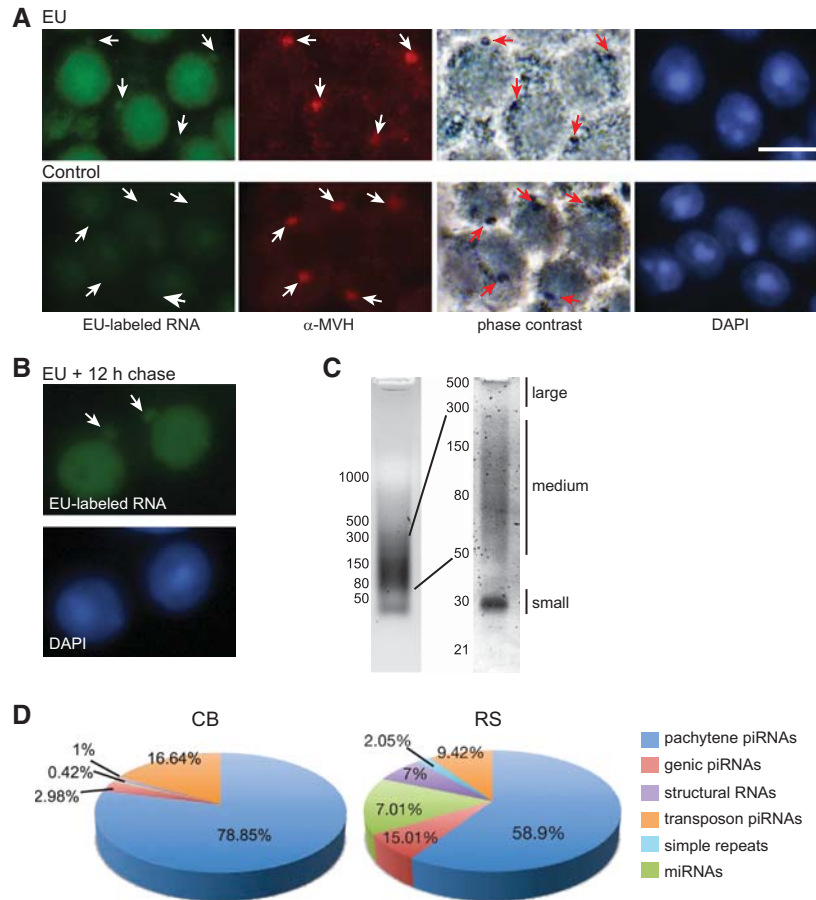 A
EU
Control
EU-labeled RNA
α-MVH
phase contrast
DAPI
B
EU + 12 h chase
EU-labeled RNA
DAPI
C
1000
500
300
150
80
50
500
300
150
80
50
30
21
large
medium
small
D
CB
1%
0.42%
2.98%
16.64%
78.85%
RS
2.05%
7%
7.01%
15.01%
9.42%
58.9%
pachytene piRNAs
genic piRNAs
structural RNAs
transposon piRNAs
simple repeats
miRNAs